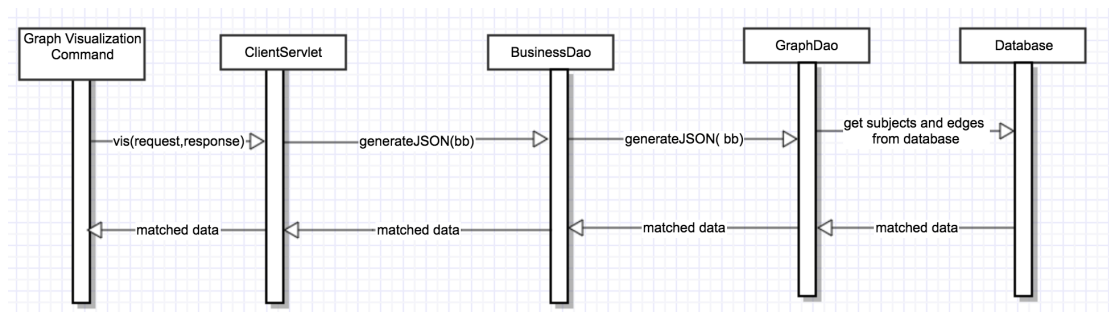 Graph Visualization
Command
ClientServlet
BusinessDao
GraphDao
Database
vis(request,response)
generateJSON(bb)
generateJSON( bb)
get subjects and edges
from database
matched data
matched data
matched data
matched data